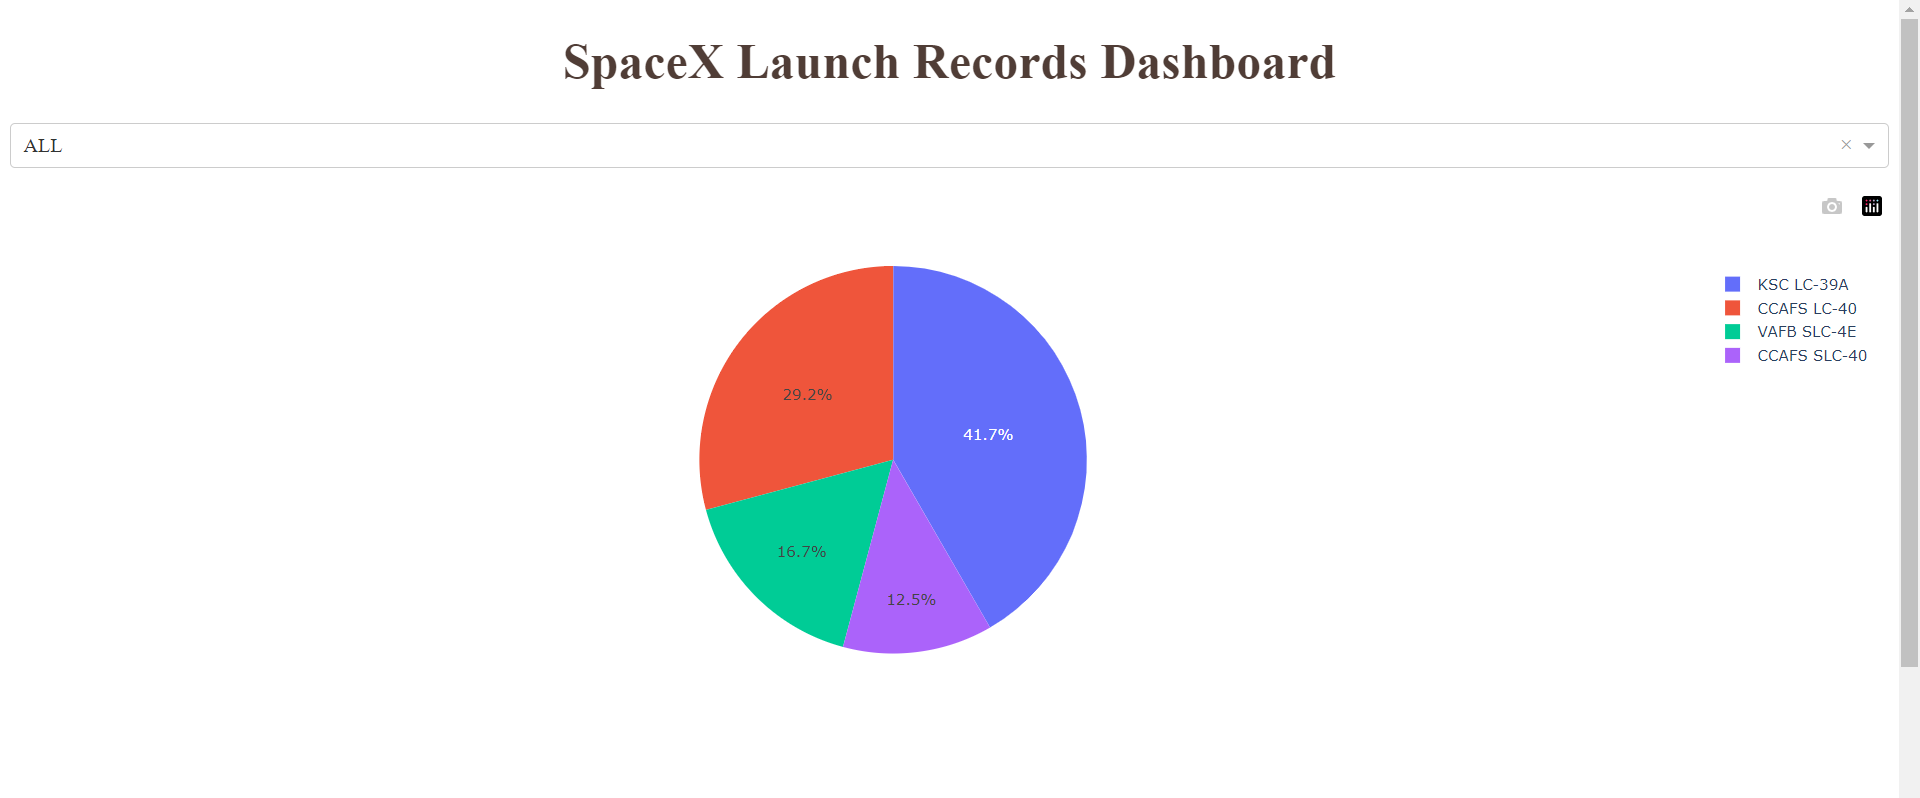 SpaceX Launch Records Dashboard
ALL
KSC LC-39A
CCAFS LC-40
VAFB SLC-4E
CCAFS SLC-40
29.2%
41.7%
16.7%
12.5%